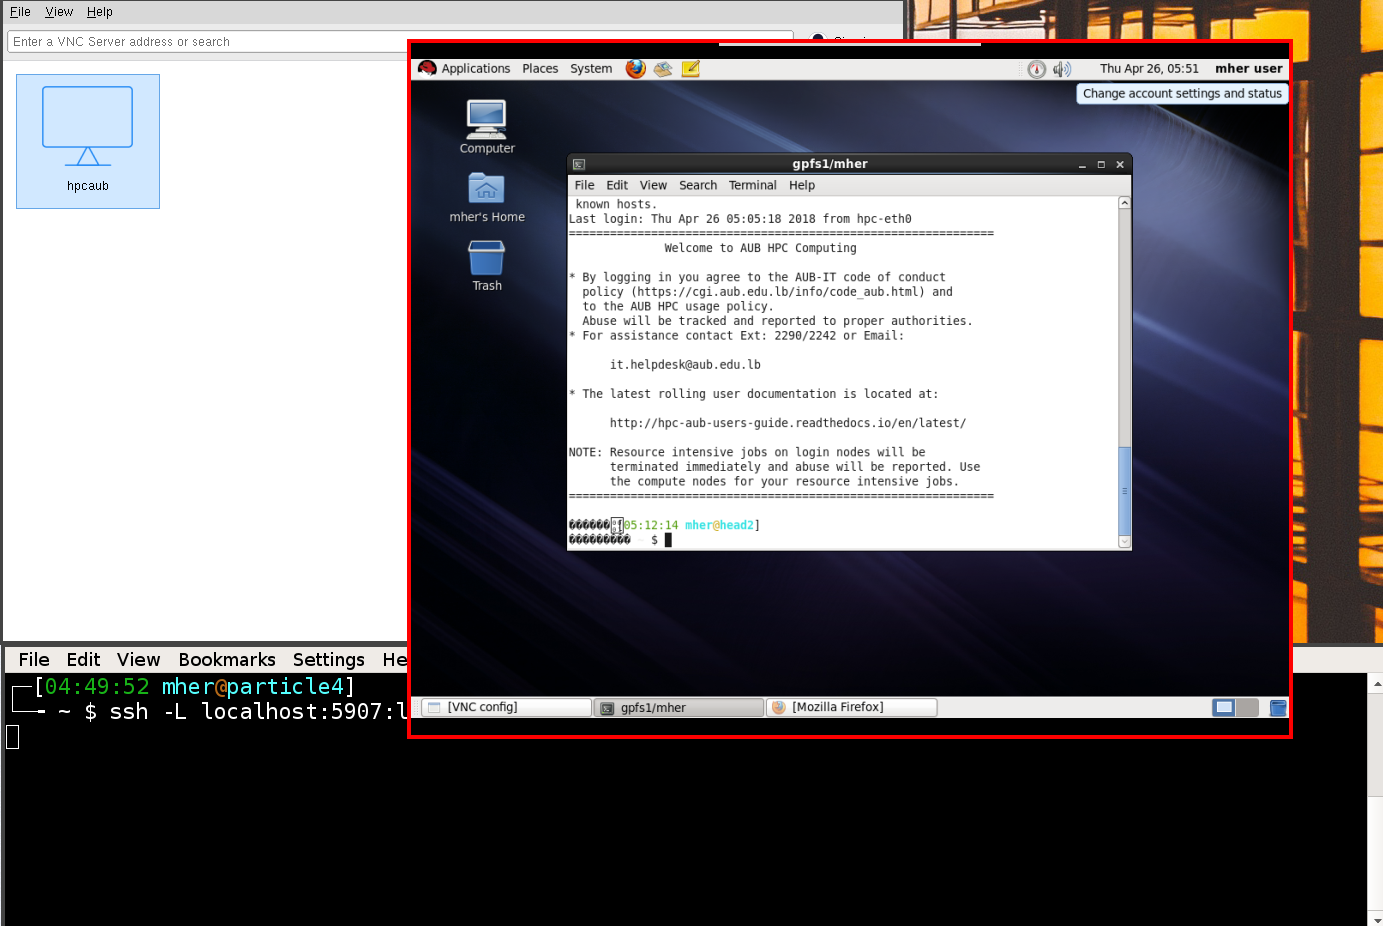 File View Help
Enter a VNC Server address or search
hpcaub
Applications Places System
Thu Apr 26, 05:51 mher user
Change account settings and status
Computer
mher's Home
Trash
gpfs1/mher
File Edit View Search Terminal Help
known hosts.
Last login: Thu Apr 26 05:05:18 2018 from hpc-eth0
==============================================================
Welcome to AUB HPC Computing
* By logging in you agree to the AUB-IT code of conduct
policy (https://cgi.aub.edu.lb/info/code_aub.html) and
to the AUB HPC usage policy.
Abuse will be tracked and reported to proper authorities.
* For assistance contact Ext: 2290/2242 or Email:
it.helpdesk@aub.edu.lb
* The latest rolling user documentation is located at:
http://hpc-aub-users-guide.readthedocs.io/en/latest/
NOTE: Resource intensive jobs on login nodes will be
terminated immediately and abuse will be reported. Use
the compute nodes for your resource intensive jobs.
==============================================================
������[05:12:14 mher@head2]
��������� ~ $
[VNC config] gpfs1/mher [Mozilla Firefox]
File Edit View Bookmarks Settings He
┌─[04:49:52 mher@particle4]
└─╼ ~ $ ssh -L localhost:5907:l